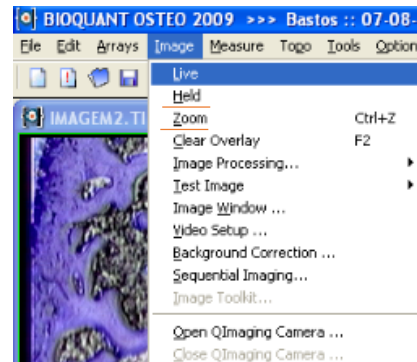 BIOQUANT OSTEO 2009 >>> Bastos :: 07-08-
File Edit Arrays Image Measure Topo Tools Option
IMAGEM2.TI
Live
Held
Zoom Ctrl+Z
Clear Overlay F2
Image Processing...
Test Image
Image Window ...
Video Setup ...
Background Correction ...
Sequential Imaging...
Image Toolkit...
Open QImaging Camera ...
Close QImaging Camera ...